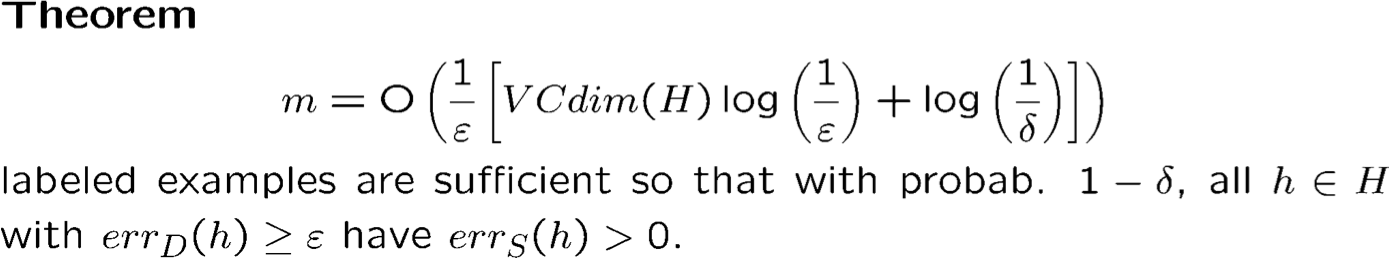 Theorem
m = O ( 1/ε [ VCdim(H) log ( 1/ε ) + log ( 1/δ ) ] )
labeled examples are sufficient so that with probab. 1 − δ, all h ∈ H
with err_D(h) ≥ ε have err_S(h) > 0.